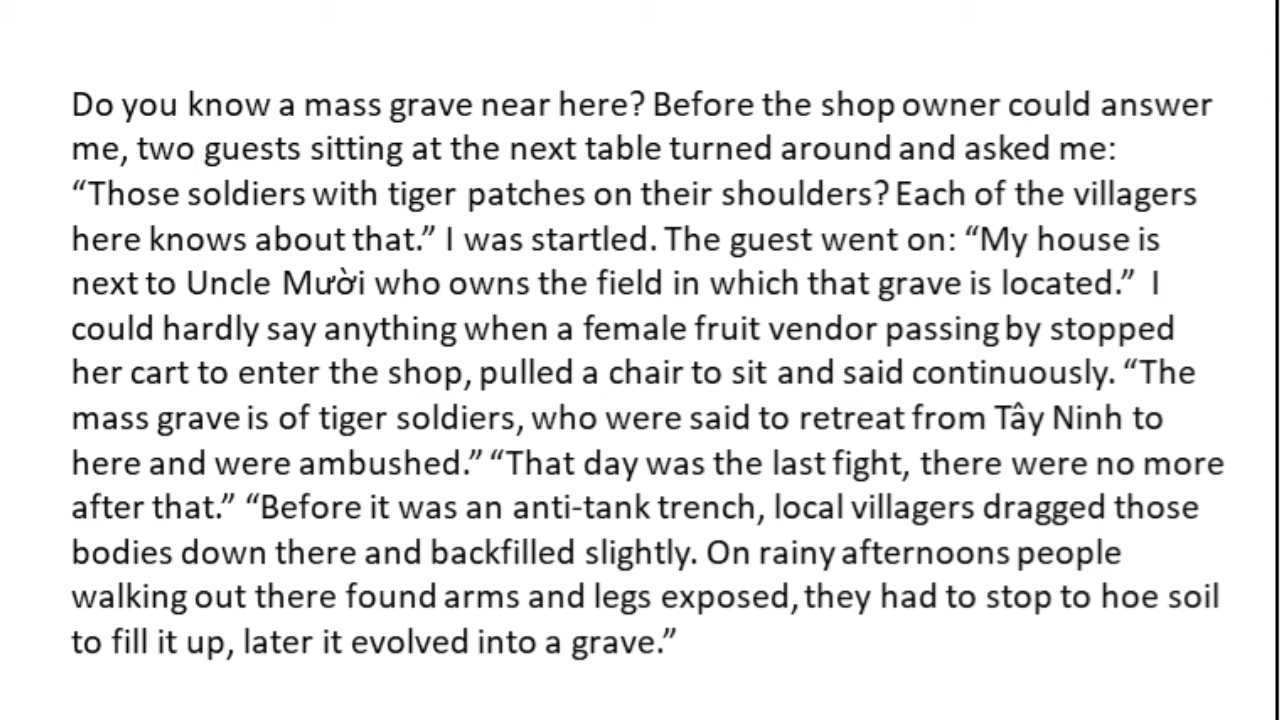 Do you know a mass grave near here? Before the shop owner could answer
me, two guests sitting at the next table turned around and asked me:
“Those soldiers with tiger patches on their shoulders? Each of the villagers
here knows about that.” I was startled. The guest went on: “My house is
next to Uncle Mười who owns the field in which that grave is located.” I
could hardly say anything when a female fruit vendor passing by stopped
her cart to enter the shop, pulled a chair to sit and said continuously. “The
mass grave is of tiger soldiers, who were said to retreat from Tây Ninh to
here and were ambushed.” “That day was the last fight, there were no more
after that.” “Before it was an anti-tank trench, local villagers dragged those
bodies down there and backfilled slightly. On rainy afternoons people
walking out there found arms and legs exposed, they had to stop to hoe soil
to fill it up, later it evolved into a grave.”